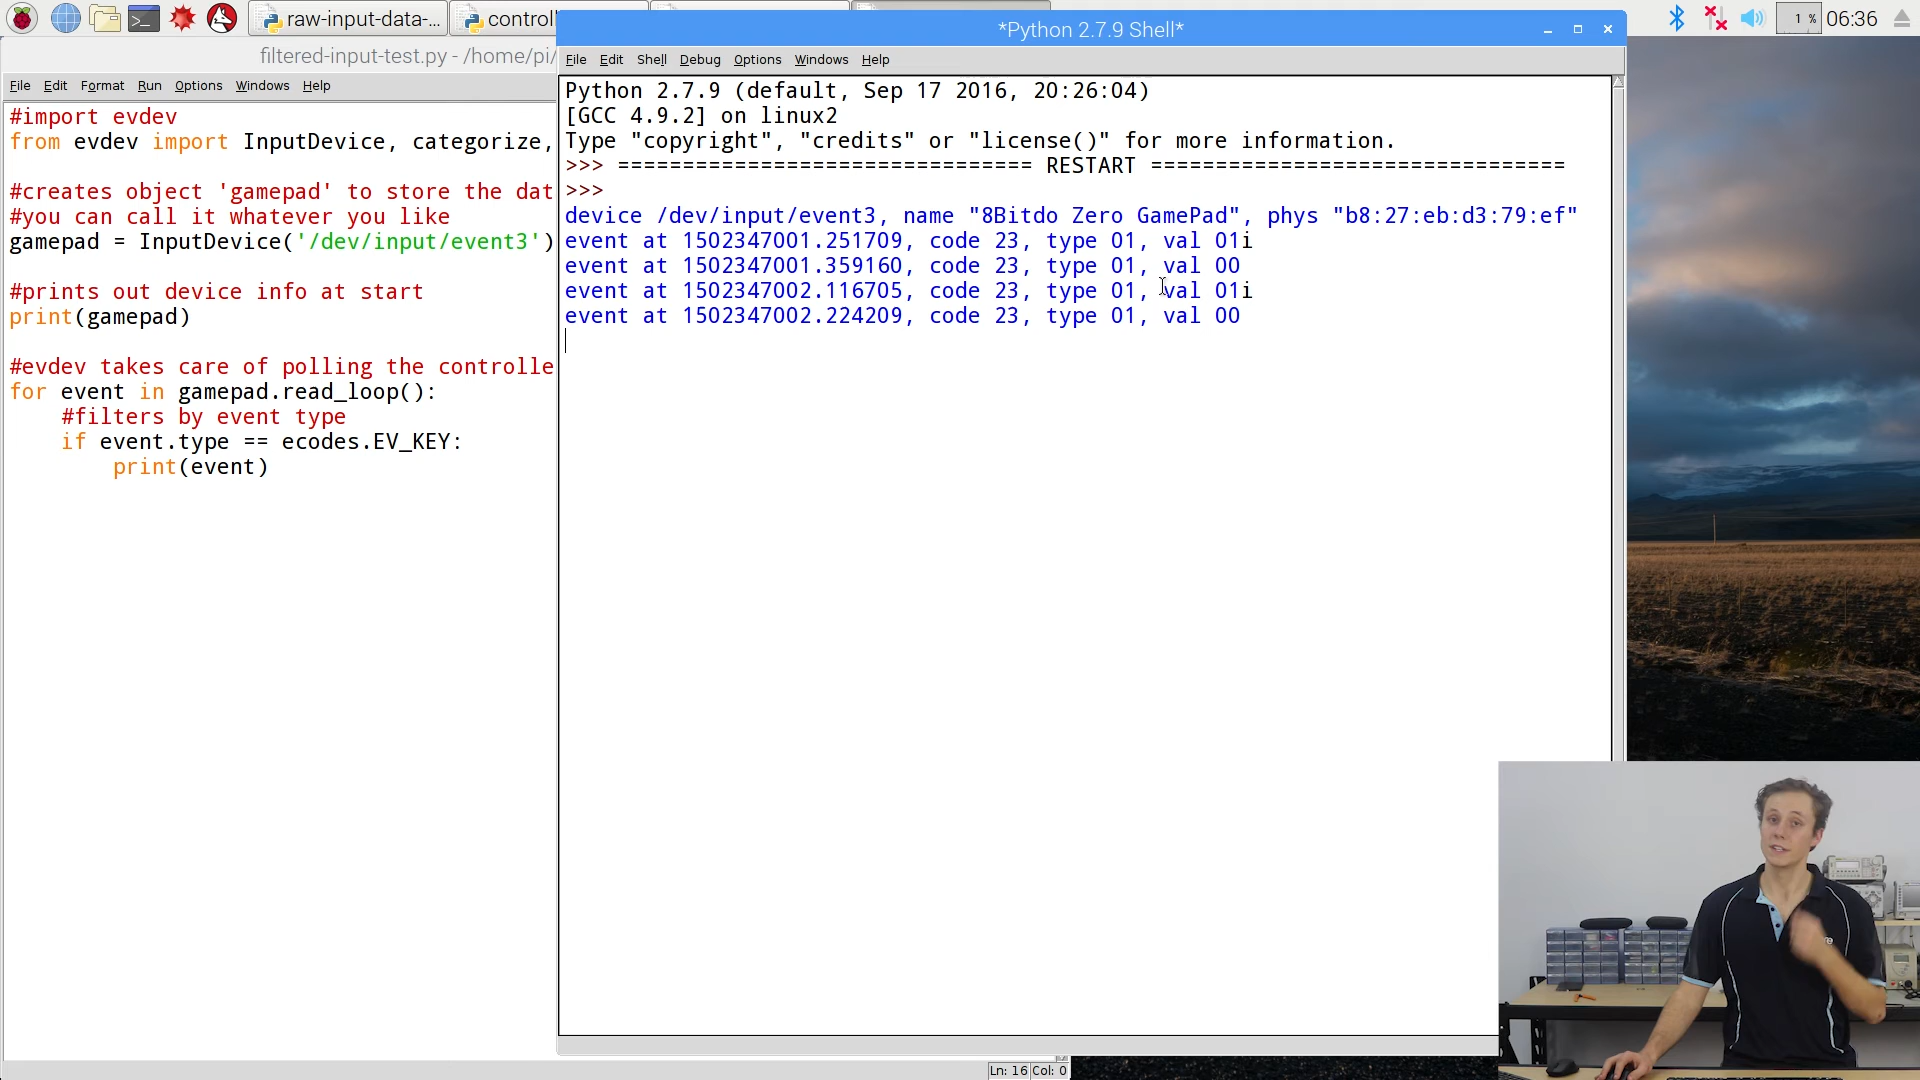 raw-input-data-...
control
1 %
06:36
filtered-input-test.py - /home/pi/
File Edit Format Run Options Windows Help
#import evdev
from evdev import InputDevice, categorize,
#creates object 'gamepad' to store the dat
#you can call it whatever you like
gamepad = InputDevice('/dev/input/event3')
#prints out device info at start
print(gamepad)
#evdev takes care of polling the controlle
for event in gamepad.read_loop():
#filters by event type
if event.type == ecodes.EV_KEY:
print(event)
Ln: 16 Col: 0
*Python 2.7.9 Shell*
File Edit Shell Debug Options Windows Help
Python 2.7.9 (default, Sep 17 2016, 20:26:04)
[GCC 4.9.2] on linux2
Type "copyright", "credits" or "license()" for more information.
>>> ================================ RESTART ================================
>>>
device /dev/input/event3, name "8Bitdo Zero GamePad", phys "b8:27:eb:d3:79:ef"
event at 1502347001.251709, code 23, type 01, val 01i
event at 1502347001.359160, code 23, type 01, val 00
event at 1502347002.116705, code 23, type 01, val 01i
event at 1502347002.224209, code 23, type 01, val 00